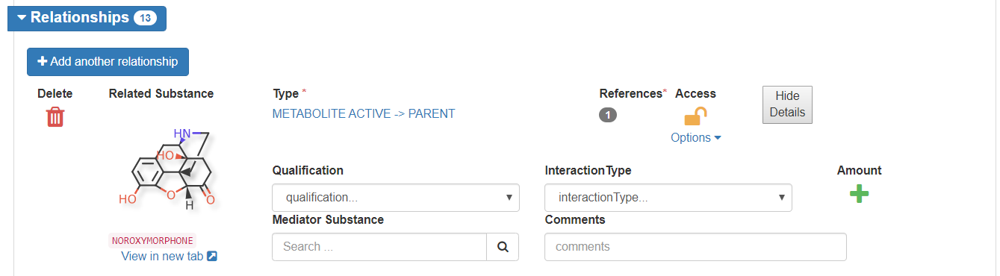 Relationships 13
Add another relationship
Delete Related Substance Type * References* Access Hide Details
METABOLITE ACTIVE -> PARENT 1
Options
HN
HO
HO O H O
Qualification InteractionType Amount
qualification... interactionType...
Mediator Substance Comments
Search ... comments
NOROXYMORPHONE
View in new tab